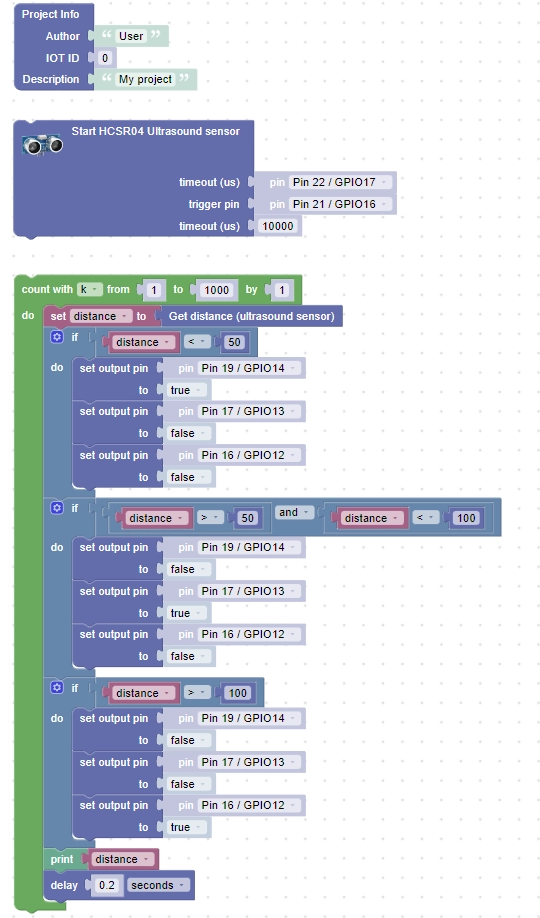 Project Info
Author “ User ”
IOT ID 0
Description “ My project ”
Start HCSR04 Ultrasound sensor
timeout (us) pin Pin 22 / GPIO17
trigger pin pin Pin 21 / GPIO16
timeout (us) 10000
count with k from 1 to 1000 by 1
do set distance to Get distance (ultrasound sensor)
if distance < 50
do set output pin pin Pin 19 / GPIO14
to true
set output pin pin Pin 17 / GPIO13
to false
set output pin pin Pin 16 / GPIO12
to false
if distance > 50 and distance < 100
do set output pin pin Pin 19 / GPIO14
to false
set output pin pin Pin 17 / GPIO13
to true
set output pin pin Pin 16 / GPIO12
to false
if distance > 100
do set output pin pin Pin 19 / GPIO14
to false
set output pin pin Pin 17 / GPIO13
to false
set output pin pin Pin 16 / GPIO12
to true
print distance
delay 0.2 seconds